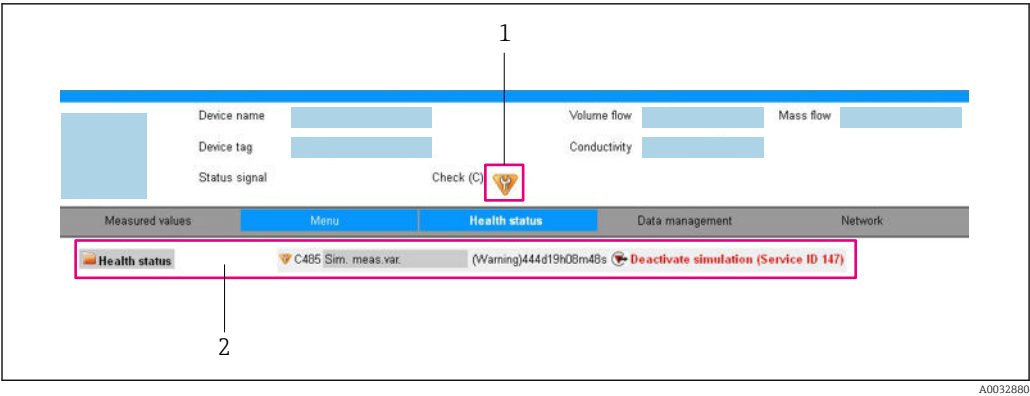 1
Device name Volume flow Mass flow
Device tag Conductivity
Status signal Check (C)
Measured values Menu Health status Data management Network
Health status C485 Sim. meas.var. (Warning)444d19h08m48s Deactivate simulation (Service ID 147)
2
A0032880